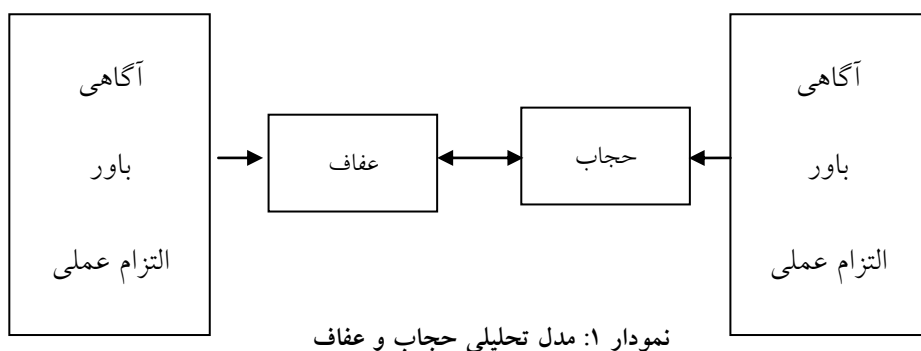 آگاهی
باور
التزام عملی
حجاب
عفاف
آگاهی
باور
التزام عملی
نمودار ۱: مدل تحلیلی حجاب و عفاف